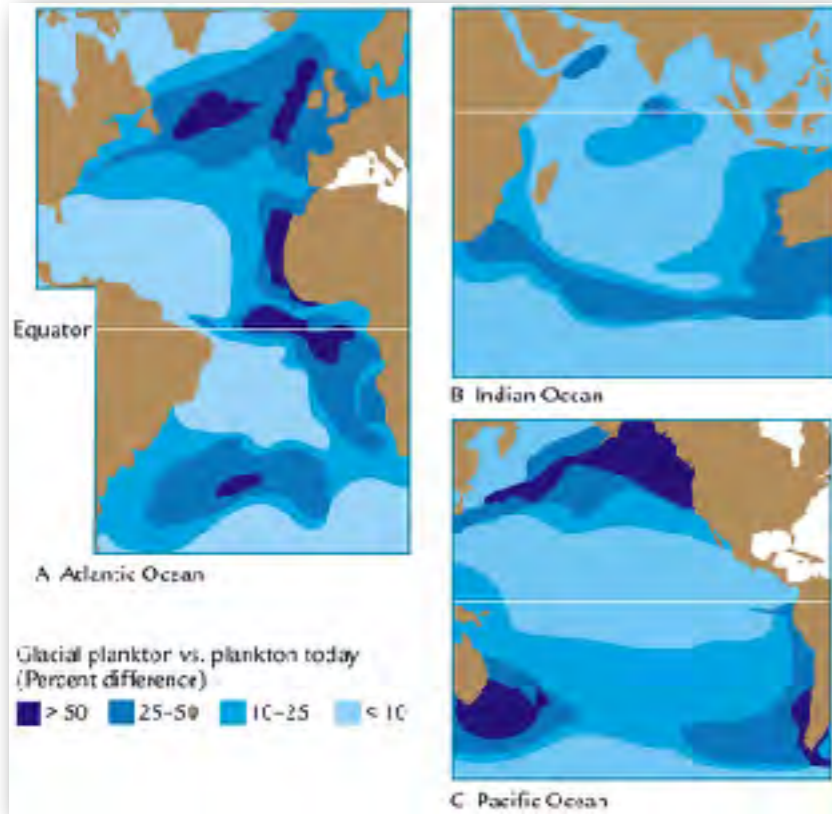 Equator
A Atlantic Ocean
B Indian Ocean
C Pacific Ocean
Glacial plankton vs. plankton today
(Percent difference)
> 50 25–50 10–25 < 10